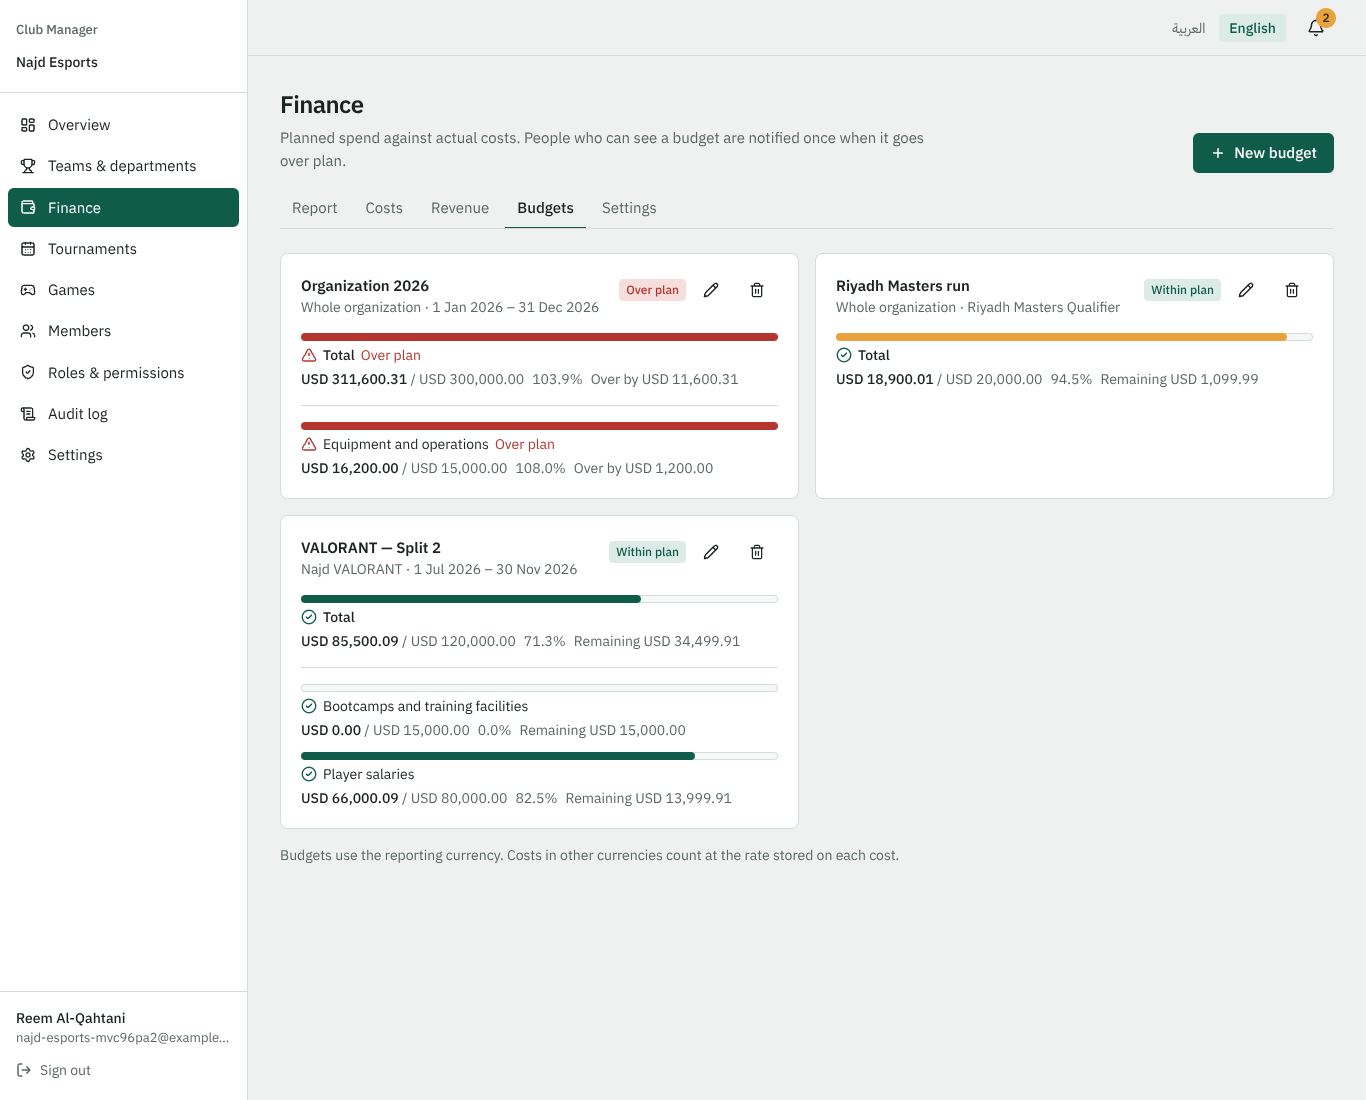 Club Manager
Najd Esports
Overview
Teams & departments
Finance
Tournaments
Games
Members
Roles & permissions
Audit log
Settings
Reem Al-Qahtani
najd-esports-mvc96pa2@example...
Sign out
العربية
English
2
Finance
Planned spend against actual costs. People who can see a budget are notified once when it goes
over plan.
New budget
Report Costs Revenue Budgets Settings
Organization 2026
Over plan
Whole organization · 1 Jan 2026 – 31 Dec 2026
Total Over plan
USD 311,600.31 / USD 300,000.00 103.9% Over by USD 11,600.31
Equipment and operations Over plan
USD 16,200.00 / USD 15,000.00 108.0% Over by USD 1,200.00
Riyadh Masters run
Within plan
Whole organization · Riyadh Masters Qualifier
Total
USD 18,900.01 / USD 20,000.00 94.5% Remaining USD 1,099.99
VALORANT — Split 2
Within plan
Najd VALORANT · 1 Jul 2026 – 30 Nov 2026
Total
USD 85,500.09 / USD 120,000.00 71.3% Remaining USD 34,499.91
Bootcamps and training facilities
USD 0.00 / USD 15,000.00 0.0% Remaining USD 15,000.00
Player salaries
USD 66,000.09 / USD 80,000.00 82.5% Remaining USD 13,999.91
Budgets use the reporting currency. Costs in other currencies count at the rate stored on each cost.